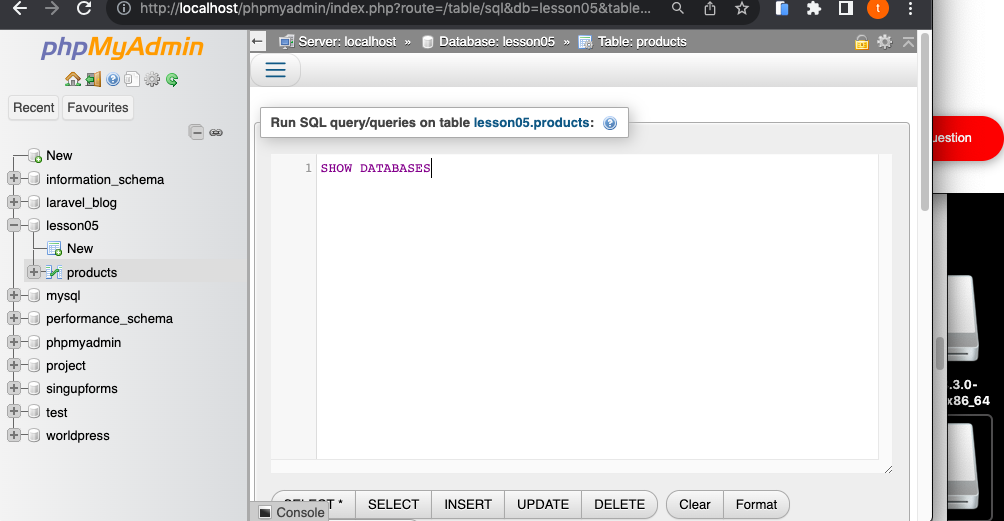 http://localhost/phpmyadmin/index.php?route=/table/sql&db=lesson05&table...
t
phpMyAdmin
Recent
Favourites
New
information_schema
laravel_blog
lesson05
New
products
mysql
performance_schema
phpmyadmin
project
singupforms
test
worldpress
Server: localhost » Database: lesson05 » Table: products
Run SQL query/queries on table lesson05.products:
1 SHOW DATABASES
SELECT * SELECT INSERT UPDATE DELETE Clear Format
Console
uestion
.3.0-
x86_64